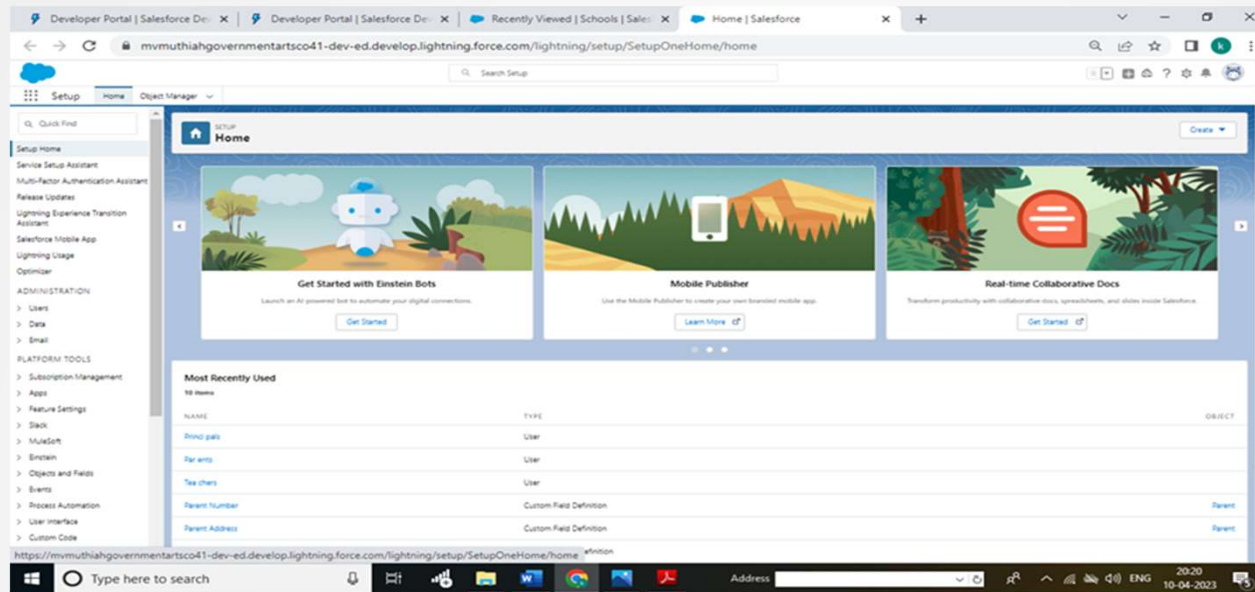 Developer Portal | Salesforce Dev
Developer Portal | Salesforce Dev
Recently Viewed | Schools | Sales
Home | Salesforce
mvmuthiahgovernmentartsco41-dev-ed.develop.lightning.force.com/lightning/setup/SetupOneHome/home
k
Search Setup
Setup
Home
Object Manager
Quick Find
Setup Home
Service Setup Assistant
Multi-Factor Authentication Assistant
Release Updates
Lightning Experience Transition
Assistant
Salesforce Mobile App
Lightning Usage
Optimizer
ADMINISTRATION
Users
Data
Email
PLATFORM TOOLS
Subscription Management
Apps
Feature Settings
Slack
MuleSoft
Einstein
Objects and Fields
Events
Process Automation
User Interface
Custom Code
SETUP
Home
Create
Get Started with Einstein Bots
Launch an AI powered bot to automate your digital connections.
Get Started
Mobile Publisher
Use the Mobile Publisher to create your own branded mobile app.
Learn More
Real-time Collaborative Docs
Transform productivity with collaborative docs, spreadsheets, and slides inside Salesforce.
Get Started
Most Recently Used
10 items
NAME TYPE OBJECT
Princi pals User
Par ents User
Tea chers User
Parent Number Custom Field Definition Parent
Parent Address Custom Field Definition Parent
https://mvmuthiahgovernmentartsco41-dev-ed.develop.lightning.force.com/lightning/setup/SetupOneHome/home
Type here to search
Address
ENG
20:20
10-04-2023